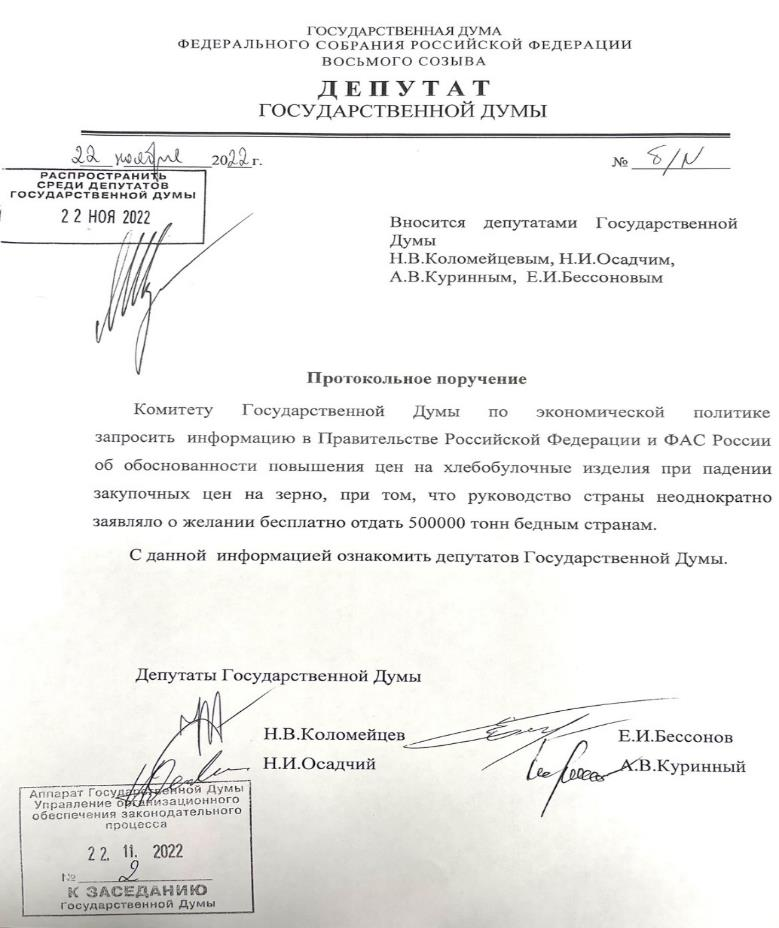 ГОСУДАРСТВЕННАЯ ДУМА
ФЕДЕРАЛЬНОГО СОБРАНИЯ РОССИЙСКОЙ ФЕДЕРАЦИИ
ВОСЬМОГО СОЗЫВА
ДЕПУТАТ
ГОСУДАРСТВЕННОЙ ДУМЫ
22 ноября 2022 г.
№ б/N
РАСПРОСТРАНИТЬ
СРЕДИ ДЕПУТАТОВ
ГОСУДАРСТВЕННОЙ ДУМЫ
22 НОЯ 2022
Вносится депутатами Государственной
Думы
Н.В.Коломейцевым, Н.И.Осадчим,
А.В.Куринным, Е.И.Бессоновым
Протокольное поручение
Комитету Государственной Думы по экономической политике
запросить информацию в Правительстве Российской Федерации и ФАС России
об обоснованности повышения цен на хлебобулочные изделия при падении
закупочных цен на зерно, при том, что руководство страны неоднократно
заявляло о желании бесплатно отдать 500000 тонн бедным странам.
С данной информацией ознакомить депутатов Государственной Думы.
Депутаты Государственной Думы
Н.В.Коломейцев
Е.И.Бессонов
Н.И.Осадчий
А.В.Куринный
Аппарат Государственной Думы
Управление организационного
обеспечения законодательного
процесса
22. 11. 2022
№ 2
К ЗАСЕДАНИЮ
Государственной Думы